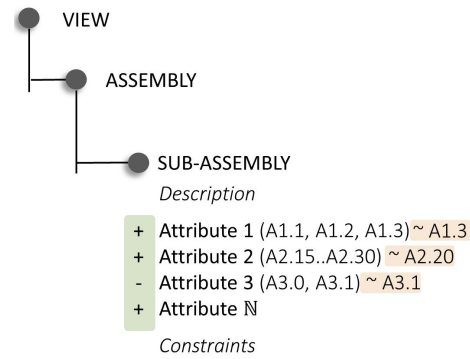 VIEW
ASSEMBLY
SUB-ASSEMBLY
Description
+ Attribute 1 (A1.1, A1.2, A1.3) ~ A1.3
+ Attribute 2 (A2.15..A2.30) ~ A2.20
- Attribute 3 (A3.0, A3.1) ~ A3.1
+ Attribute ℕ
Constraints